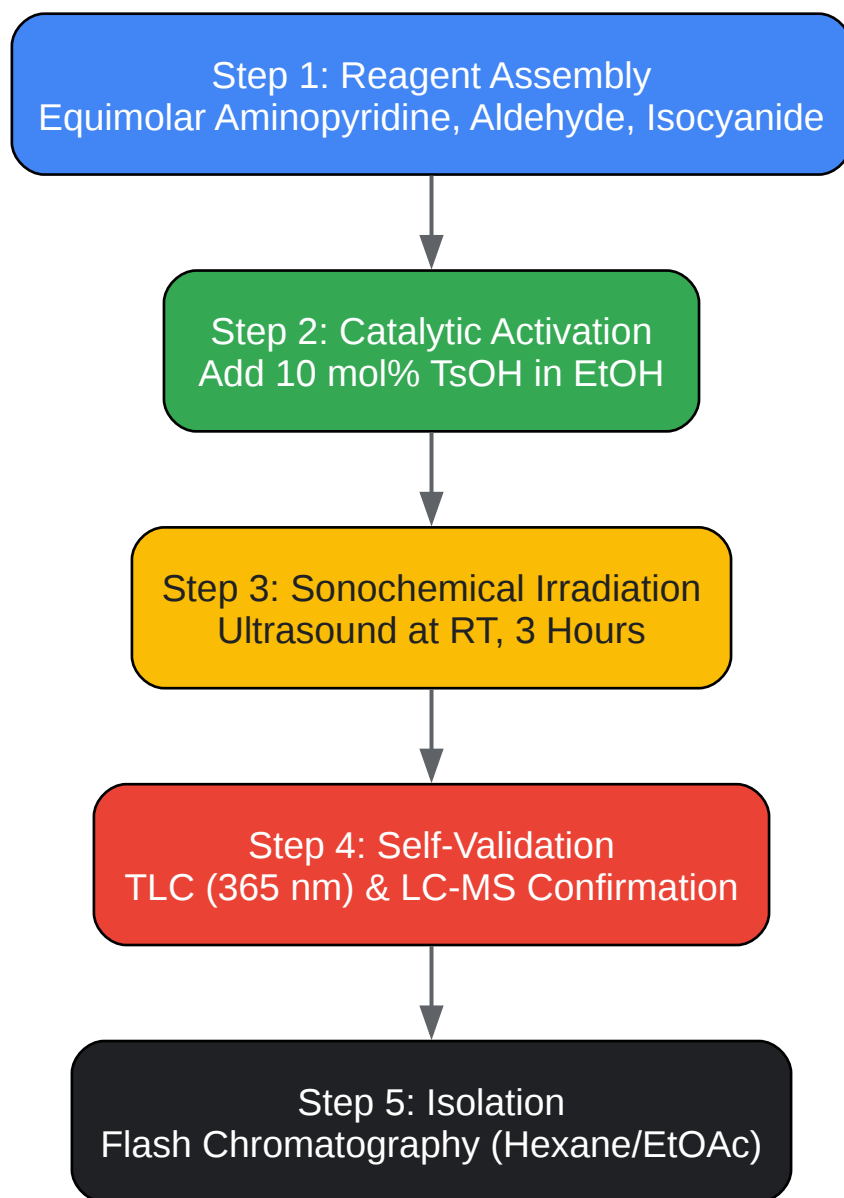 Step 1: Reagent Assembly
Equimolar Aminopyridine, Aldehyde, Isocyanide
Step 2: Catalytic Activation
Add 10 mol% TsOH in EtOH
Step 3: Sonochemical Irradiation
Ultrasound at RT, 3 Hours
Step 4: Self-Validation
TLC (365 nm) & LC-MS Confirmation
Step 5: Isolation
Flash Chromatography (Hexane/EtOAc)